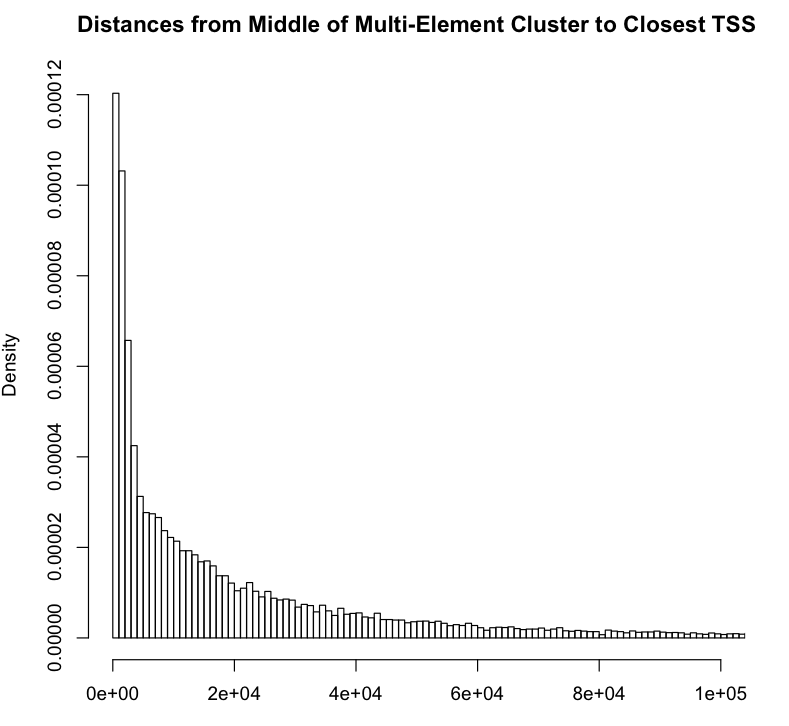 Distances from Middle of Multi-Element Cluster to Closest TSS
0.00012
0.00010
0.00008
0.00006
0.00004
0.00002
0.00000
Density
0e+00 2e+04 4e+04 6e+04 8e+04 1e+05